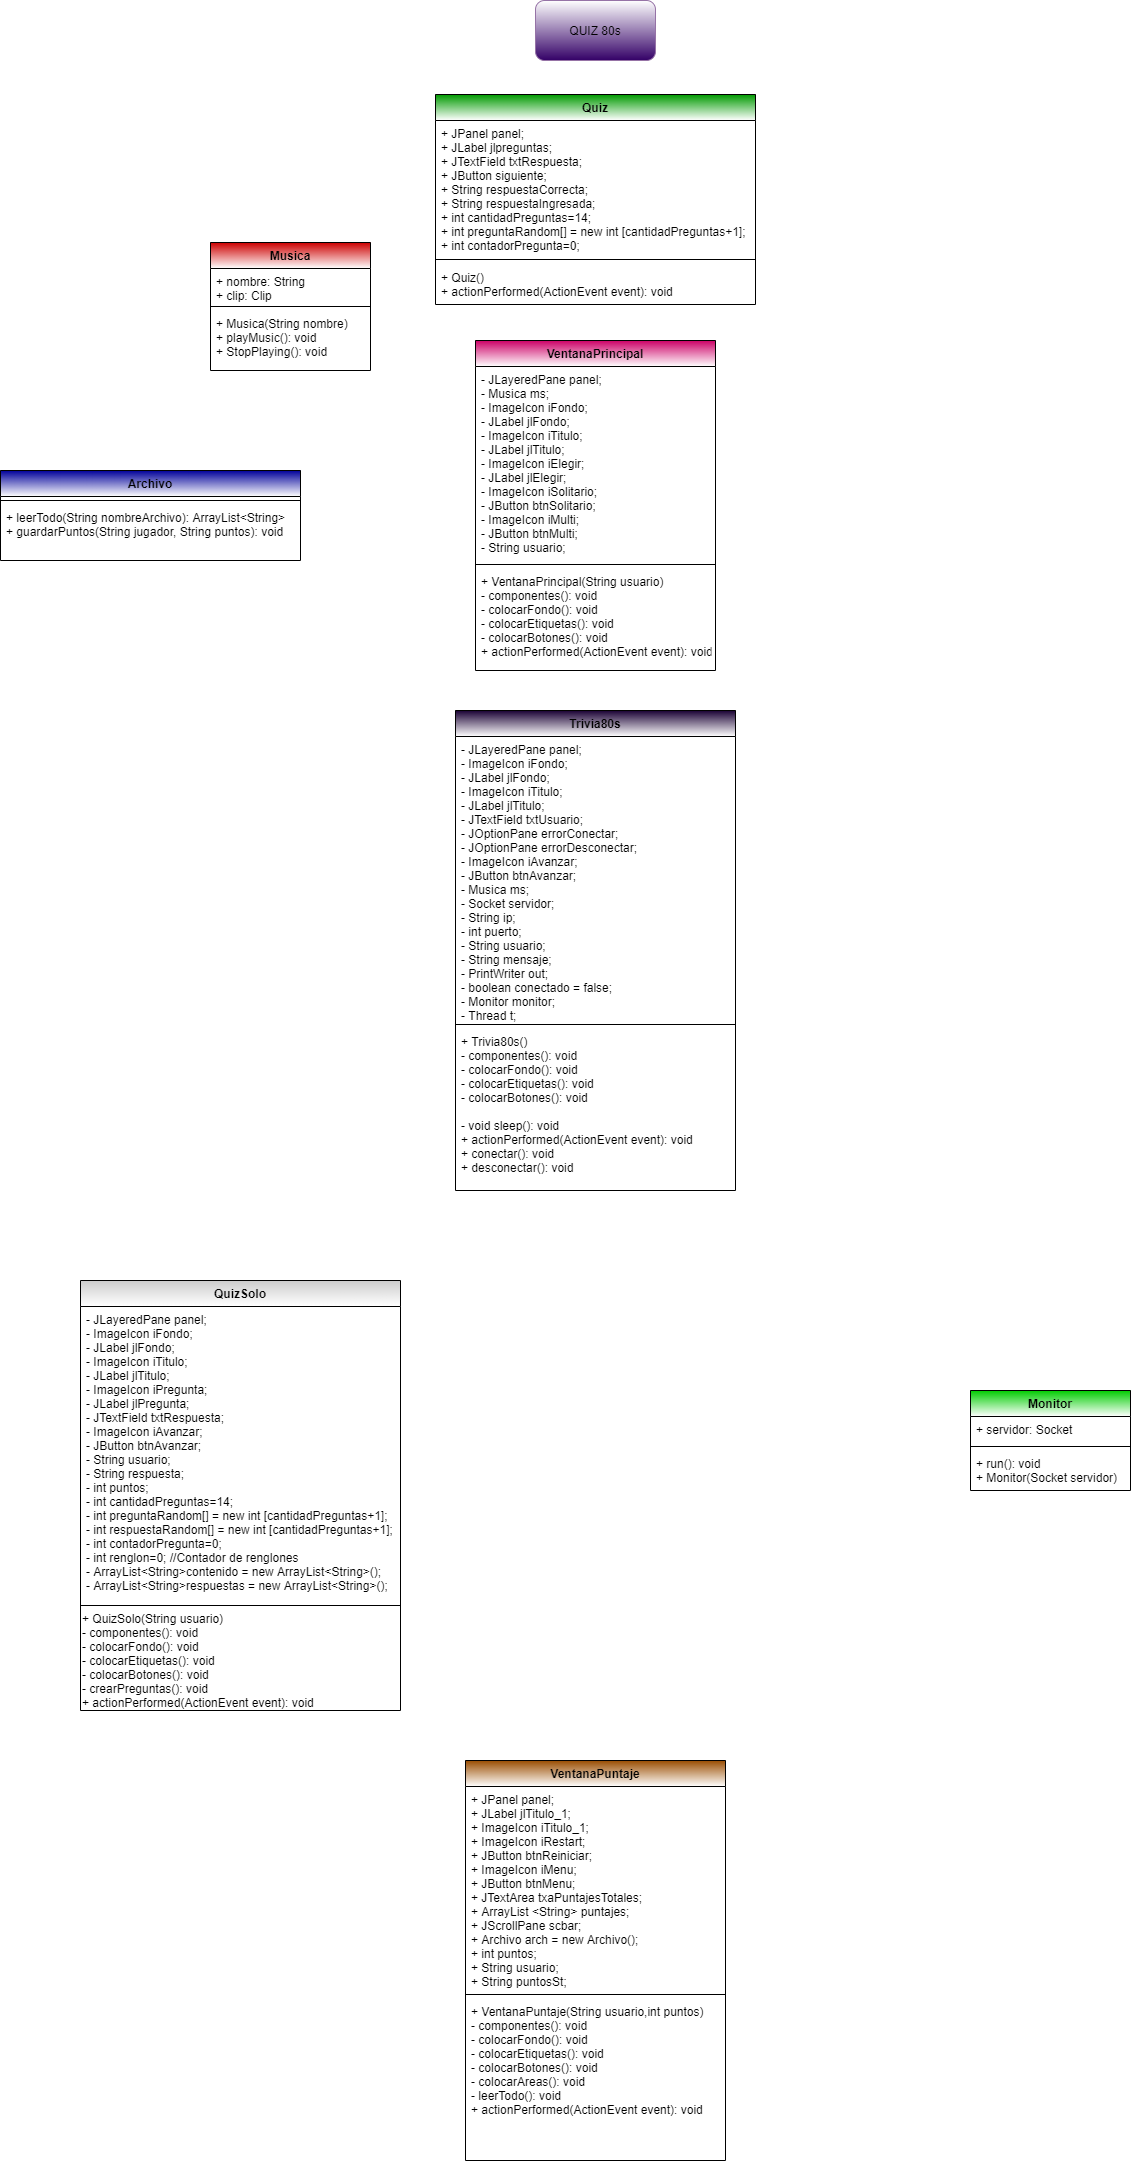 QUIZ 80s
Quiz
+ JPanel panel;
+ JLabel jlpreguntas;
+ JTextField txtRespuesta;
+ JButton siguiente;
+ String respuestaCorrecta;
+ String respuestaIngresada;
+ int cantidadPreguntas=14;
+ int preguntaRandom[] = new int [cantidadPreguntas+1];
+ int contadorPregunta=0;
+ Quiz()
+ actionPerformed(ActionEvent event): void
Musica
+ nombre: String
+ clip: Clip
+ Musica(String nombre)
+ playMusic(): void
+ StopPlaying(): void
VentanaPrincipal
- JLayeredPane panel;
- Musica ms;
- ImageIcon iFondo;
- JLabel jlFondo;
- ImageIcon iTitulo;
- JLabel jlTitulo;
- ImageIcon iElegir;
- JLabel jlElegir;
- ImageIcon iSolitario;
- JButton btnSolitario;
- ImageIcon iMulti;
- JButton btnMulti;
- String usuario;
+ VentanaPrincipal(String usuario)
- componentes(): void
- colocarFondo(): void
- colocarEtiquetas(): void
- colocarBotones(): void
+ actionPerformed(ActionEvent event): void
Archivo
+ leerTodo(String nombreArchivo): ArrayList<String>
+ guardarPuntos(String jugador, String puntos): void
Trivia80s
- JLayeredPane panel;
- ImageIcon iFondo;
- JLabel jlFondo;
- ImageIcon iTitulo;
- JLabel jlTitulo;
- JTextField txtUsuario;
- JOptionPane errorConectar;
- JOptionPane errorDesconectar;
- ImageIcon iAvanzar;
- JButton btnAvanzar;
- Musica ms;
- Socket servidor;
- String ip;
- int puerto;
- String usuario;
- String mensaje;
- PrintWriter out;
- boolean conectado = false;
- Monitor monitor;
- Thread t;
+ Trivia80s()
- componentes(): void
- colocarFondo(): void
- colocarEtiquetas(): void
- colocarBotones(): void
- void sleep(): void
+ actionPerformed(ActionEvent event): void
+ conectar(): void
+ desconectar(): void
QuizSolo
- JLayeredPane panel;
- ImageIcon iFondo;
- JLabel jlFondo;
- ImageIcon iTitulo;
- JLabel jlTitulo;
- ImageIcon iPregunta;
- JLabel jlPregunta;
- JTextField txtRespuesta;
- ImageIcon iAvanzar;
- JButton btnAvanzar;
- String usuario;
- String respuesta;
- int puntos;
- int cantidadPreguntas=14;
- int preguntaRandom[] = new int [cantidadPreguntas+1];
- int respuestaRandom[] = new int [cantidadPreguntas+1];
- int contadorPregunta=0;
- int renglon=0; //Contador de renglones
- ArrayList<String>contenido = new ArrayList<String>();
- ArrayList<String>respuestas = new ArrayList<String>();
+ QuizSolo(String usuario)
- componentes(): void
- colocarFondo(): void
- colocarEtiquetas(): void
- colocarBotones(): void
- crearPreguntas(): void
+ actionPerformed(ActionEvent event): void
Monitor
+ servidor: Socket
+ run(): void
+ Monitor(Socket servidor)
VentanaPuntaje
+ JPanel panel;
+ JLabel jlTitulo_1;
+ ImageIcon iTitulo_1;
+ ImageIcon iRestart;
+ JButton btnReiniciar;
+ ImageIcon iMenu;
+ JButton btnMenu;
+ JTextArea txaPuntajesTotales;
+ ArrayList <String> puntajes;
+ JScrollPane scbar;
+ Archivo arch = new Archivo();
+ int puntos;
+ String usuario;
+ String puntosSt;
+ VentanaPuntaje(String usuario,int puntos)
- componentes(): void
- colocarFondo(): void
- colocarEtiquetas(): void
- colocarBotones(): void
- colocarAreas(): void
- leerTodo(): void
+ actionPerformed(ActionEvent event): void